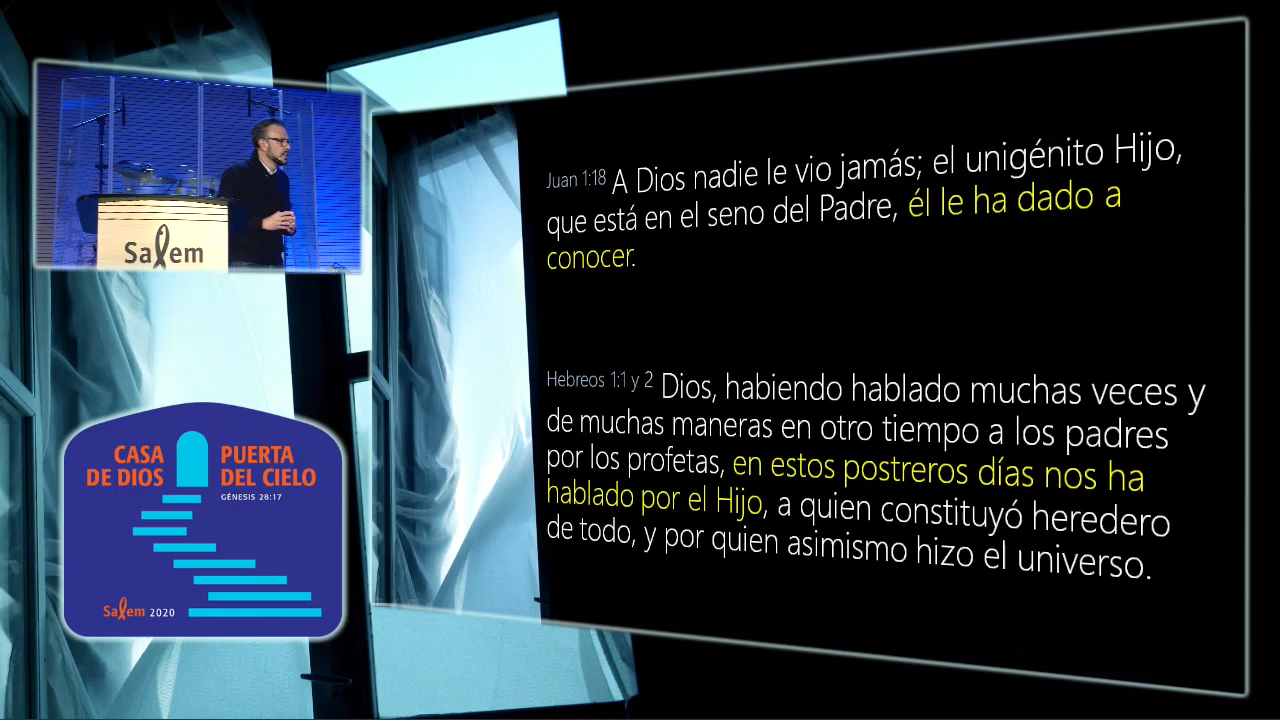 Salem
CASA
DE DIOS
PUERTA
DEL CIELO
GÉNESIS 28:17
Salem 2020
Juan 1:18 A Dios nadie le vio jamás; el unigénito Hijo,
que está en el seno del Padre, él le ha dado a
conocer.
Hebreos 1:1 y 2 Dios, habiendo hablado muchas veces y
de muchas maneras en otro tiempo a los padres
por los profetas, en estos postreros días nos ha
hablado por el Hijo, a quien constituyó heredero
de todo, y por quien asimismo hizo el universo.